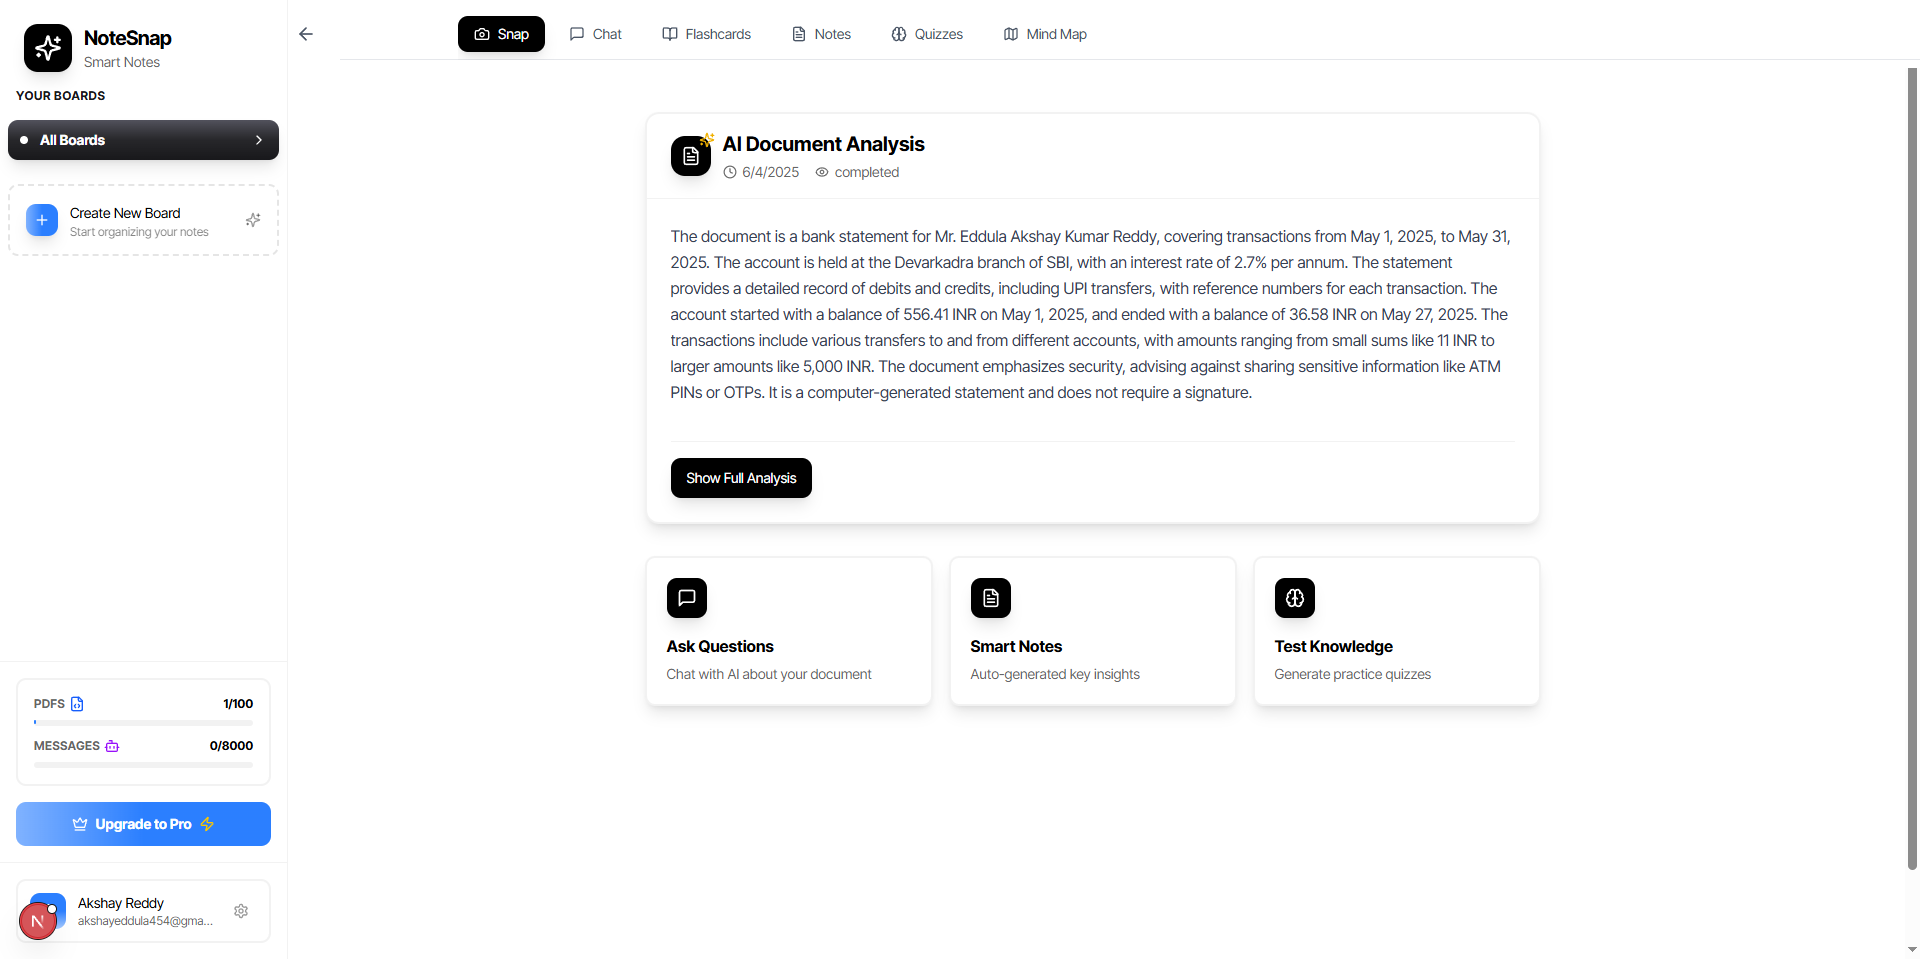 NoteSnap
Smart Notes
YOUR BOARDS
All Boards
Create New Board
Start organizing your notes
PDFS 1/100
MESSAGES 0/8000
Upgrade to Pro
N
Akshay Reddy
akshayeddula454@gma...
Snap Chat Flashcards Notes Quizzes Mind Map
AI Document Analysis
6/4/2025 completed
The document is a bank statement for Mr. Eddula Akshay Kumar Reddy, covering transactions from May 1, 2025, to May 31,
2025. The account is held at the Devarkadra branch of SBI, with an interest rate of 2.7% per annum. The statement
provides a detailed record of debits and credits, including UPI transfers, with reference numbers for each transaction. The
account started with a balance of 556.41 INR on May 1, 2025, and ended with a balance of 36.58 INR on May 27, 2025. The
transactions include various transfers to and from different accounts, with amounts ranging from small sums like 11 INR to
larger amounts like 5,000 INR. The document emphasizes security, advising against sharing sensitive information like ATM
PINs or OTPs. It is a computer-generated statement and does not require a signature.
Show Full Analysis
Ask Questions
Chat with AI about your document
Smart Notes
Auto-generated key insights
Test Knowledge
Generate practice quizzes